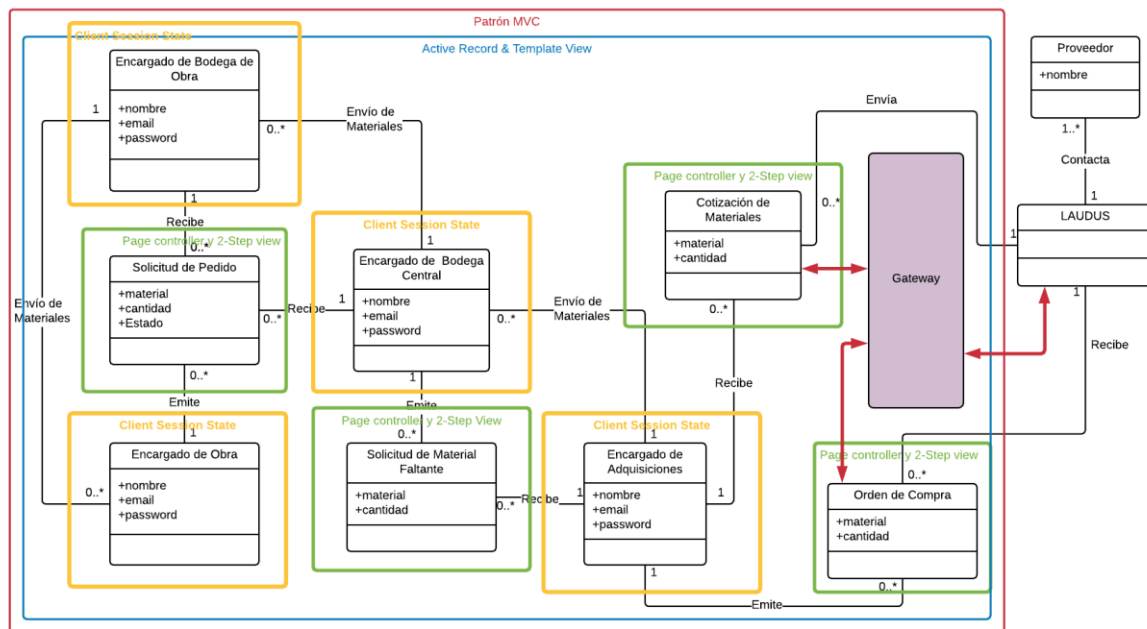 Patrón MVC
Active Record & Template View
Client Session State
Encargado de Bodega de
Obra
+nombre
+email
+password
1
0..*
1
Envío de
Materiales
Recibe
0..*
Page controller y 2-Step view
Solicitud de Pedido
+material
+cantidad
+Estado
0..*
Recibe
1
0..*
Envío de
Materiales
Emite
1
Client Session State
Encargado de Obra
+nombre
+email
+password
0..*
Client Session State
1
Encargado de Bodega
Central
+nombre
+email
+password
0..*
1
Emite
0..*
Page controller y 2-Step View
Solicitud de Material
Faltante
+material
+cantidad
0..*
Recibe
1
Envío de
Materiales
1
Client Session State
Encargado de
Adquisiciones
+nombre
+email
+password
1
1
Recibe
Page controller y 2-Step view
Cotización de
Materiales
+material
+cantidad
0..*
0..*
Envía
1
Gateway
Proveedor
+nombre
1..*
Contacta
1
LAUDUS
1
Recibe
0..*
Page controller y 2-Step view
Orden de Compra
+material
+cantidad
0..*
Emite